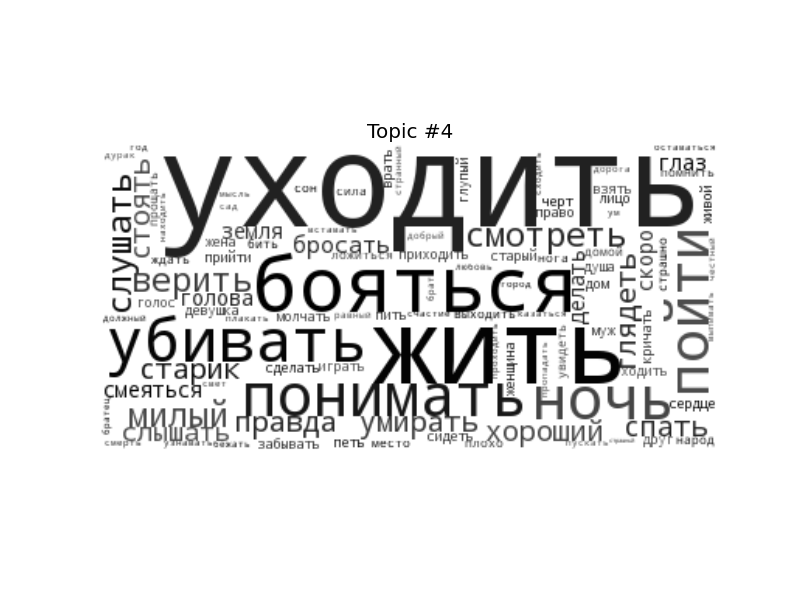 Topic #4
год
оставаться
дурак
уходить
врать
странный
глупый
сходить
дорога
глаз
помнить
стоять
прощать
находить
мысль
сон
сила
взять
лицо
живой
слушать
сад
черт
право
ум
земля
вставать
добрый
смотреть
скоро
страшно
честный
жена
бить
бросать
ждать
прийти
ложиться
приходить
старый
нога
домой
верить
бояться
любовь
делать
душа
глядеть
пойти
голос
голова
брат
город
дом
девушка
должный
плакать
молчать
равный
пить
счастие
выходить
казаться
убивать
жить
проходить
увидеть
муж
кричать
выпимать
старик
сделать
играть
женщина
пропадать
ходить
смеяться
свет
понимать
ночь
сердце
братец
милый
правда
умирать
хороший
спать
слышать
сидеть
друг
народ
смерть
узнавать
бежать
забывать
петь
место
плохо
пускать